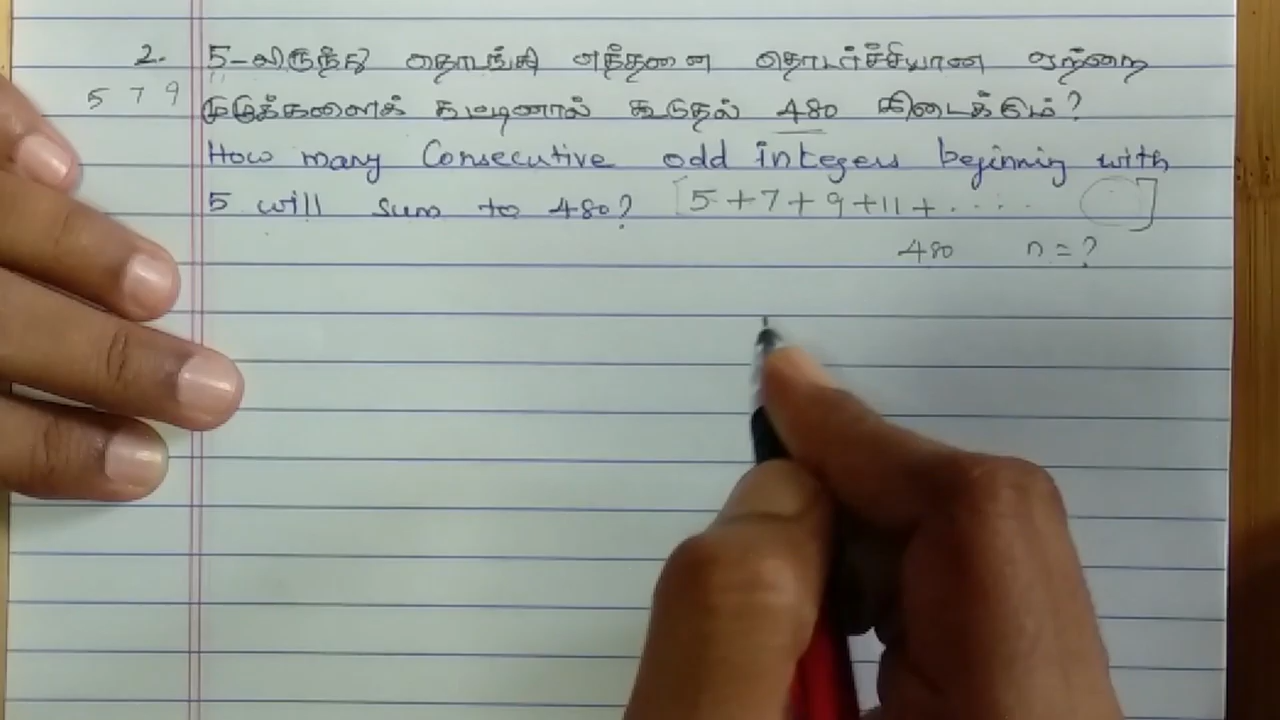 2. 5-லிருந்து தொடங்கி எத்தனை தொடர்ச்சியான ஒற்றை
5 7 9 முழுக்களைக் கூட்டினால் கூடுதல் 480 கிடைக்கும்?
How many Consecutive odd integers beginning with
5 will sum to 480? [5+7+9+11+.....]
480 n=?